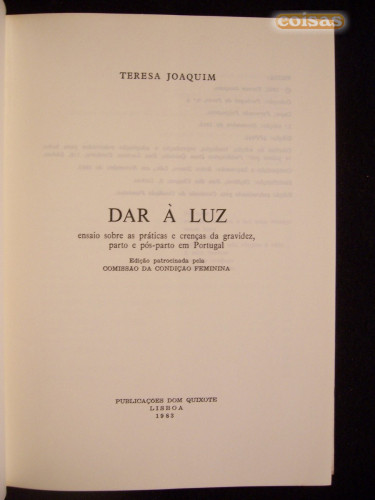 coisas
TERESA JOAQUIM
DAR À LUZ
ensaio sobre as práticas e crenças da gravidez,
parto e pós-parto em Portugal
Edição patrocinada pela
COMISSÃO DA CONDIÇÃO FEMININA
PUBLICAÇÕES DOM QUIXOTE
LISBOA
1983